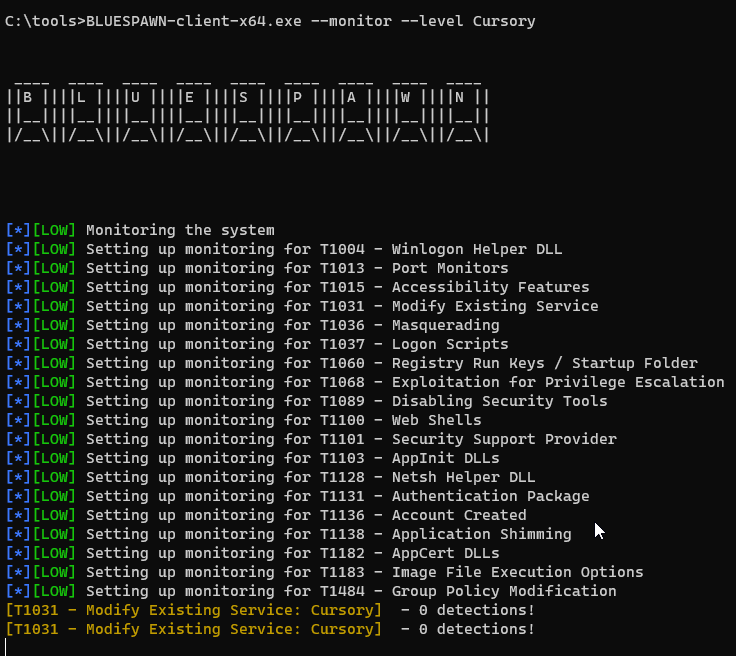 C:\tools>BLUESPAWN-client-x64.exe --monitor --level Cursory
 ____  ____  ____  ____  ____  ____  ____  ____  ____
||B ||||L ||||U ||||E ||||S ||||P ||||A ||||W ||||N ||
||__||||__||||__||||__||||__||||__||||__||||__||||__||
|/__\||/__\||/__\||/__\||/__\||/__\||/__\||/__\||/__\|
[*][LOW] Monitoring the system
[*][LOW] Setting up monitoring for T1004 - Winlogon Helper DLL
[*][LOW] Setting up monitoring for T1013 - Port Monitors
[*][LOW] Setting up monitoring for T1015 - Accessibility Features
[*][LOW] Setting up monitoring for T1031 - Modify Existing Service
[*][LOW] Setting up monitoring for T1036 - Masquerading
[*][LOW] Setting up monitoring for T1037 - Logon Scripts
[*][LOW] Setting up monitoring for T1060 - Registry Run Keys / Startup Folder
[*][LOW] Setting up monitoring for T1068 - Exploitation for Privilege Escalation
[*][LOW] Setting up monitoring for T1089 - Disabling Security Tools
[*][LOW] Setting up monitoring for T1100 - Web Shells
[*][LOW] Setting up monitoring for T1101 - Security Support Provider
[*][LOW] Setting up monitoring for T1103 - AppInit DLLs
[*][LOW] Setting up monitoring for T1128 - Netsh Helper DLL
[*][LOW] Setting up monitoring for T1131 - Authentication Package
[*][LOW] Setting up monitoring for T1136 - Account Created
[*][LOW] Setting up monitoring for T1138 - Application Shimming
[*][LOW] Setting up monitoring for T1182 - AppCert DLLs
[*][LOW] Setting up monitoring for T1183 - Image File Execution Options
[*][LOW] Setting up monitoring for T1484 - Group Policy Modification
[T1031 - Modify Existing Service: Cursory]  - 0 detections!
[T1031 - Modify Existing Service: Cursory]  - 0 detections!